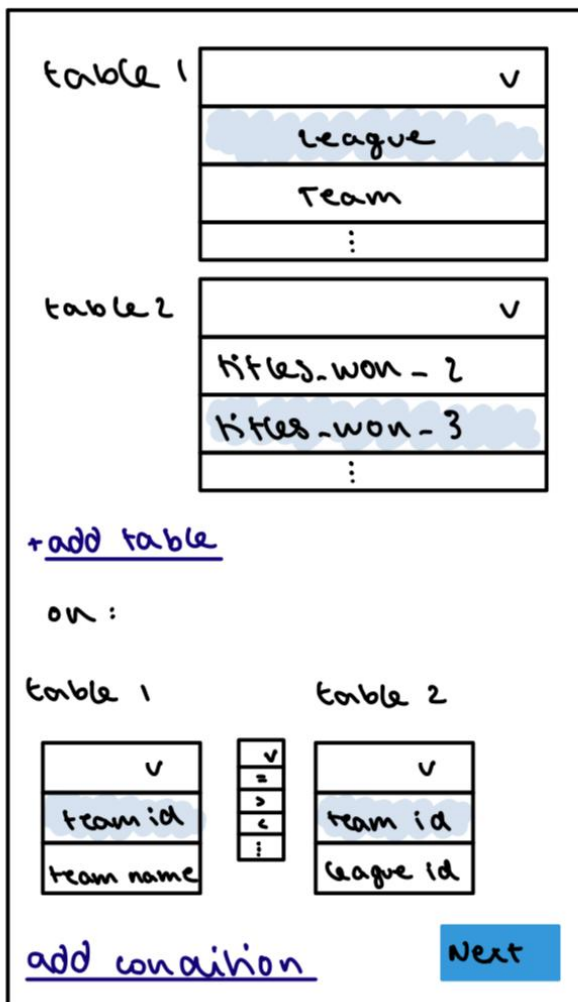 table 1 v
League
Team
⋮
table 2 v
titles_won_2
titles_won_3
⋮
+ add table
on:
table 1 table 2
v v v
=
team id > team id
<
team name ⋮ league id
add condition Next